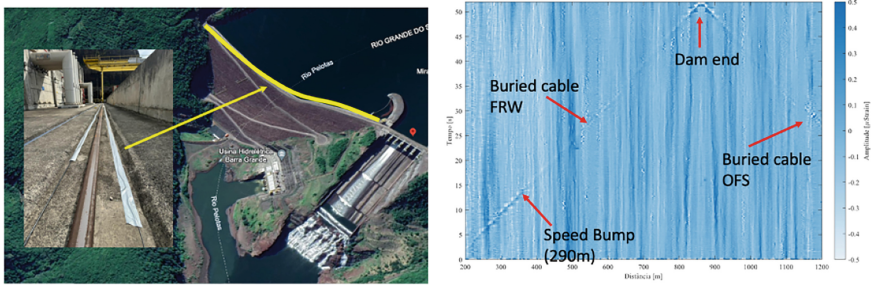 RIO GRANDE DO S
Rio Pelotas
Mira
Usina Hidrelétrica
Barra Grande
Rio Pelotas
Dam end
Buried cable
FRW
Buried cable
OFS
Speed Bump
(290m)
Tempo [s]
50
45
40
35
30
25
20
15
10
5
0
200
300
400
500
600
700
800
900
1000
1100
1200
Distância [m]
0.5
0.4
0.3
0.2
0.1
0
-0.1
-0.2
-0.3
-0.4
-0.5
Amplitude [µStrain]